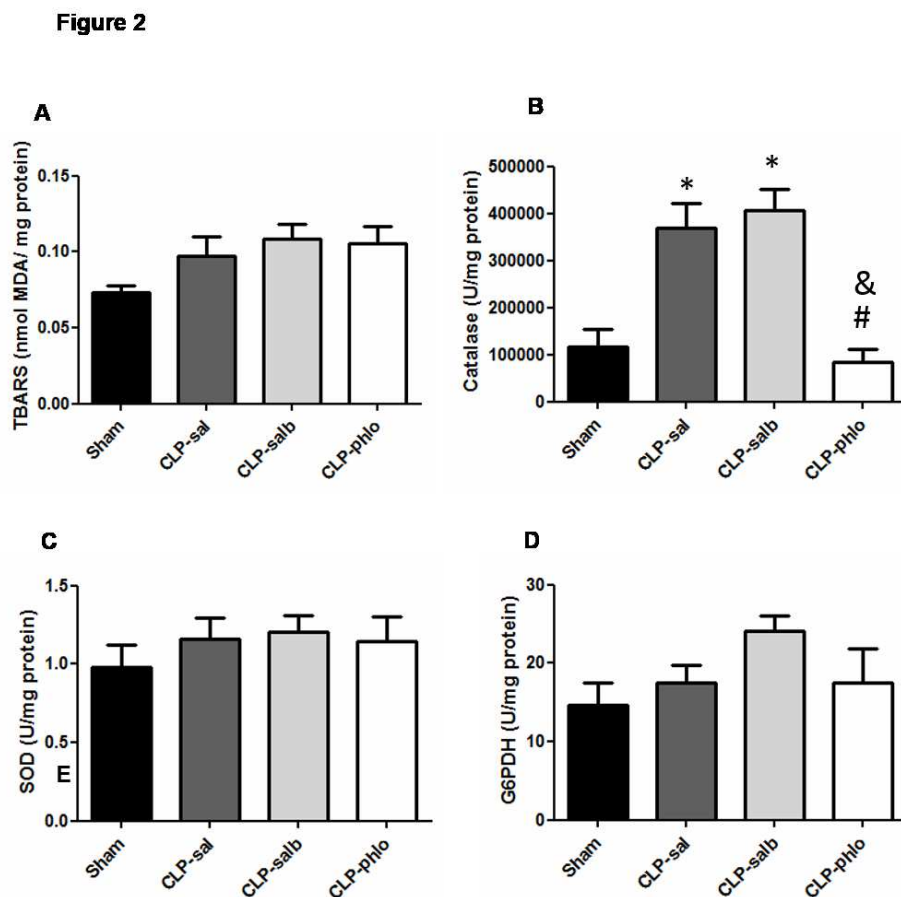 Figure 2
A
TBARS (nmol MDA/ mg protein)
0.15
0.10
0.05
0.00
Sham
CLP-sal
CLP-salb
CLP-phlo
B
Catalase (U/mg protein)
500000
400000
300000
200000
100000
0
*
*
&
#
Sham
CLP-sal
CLP-salb
CLP-phlo
C
SOD (U/mg protein)
1.5
1.0
0.5
0.0
E
Sham
CLP-sal
CLP-salb
CLP-phlo
D
G6PDH (U/mg protein)
30
20
10
0
Sham
CLP-sal
CLP-salb
CLP-phlo